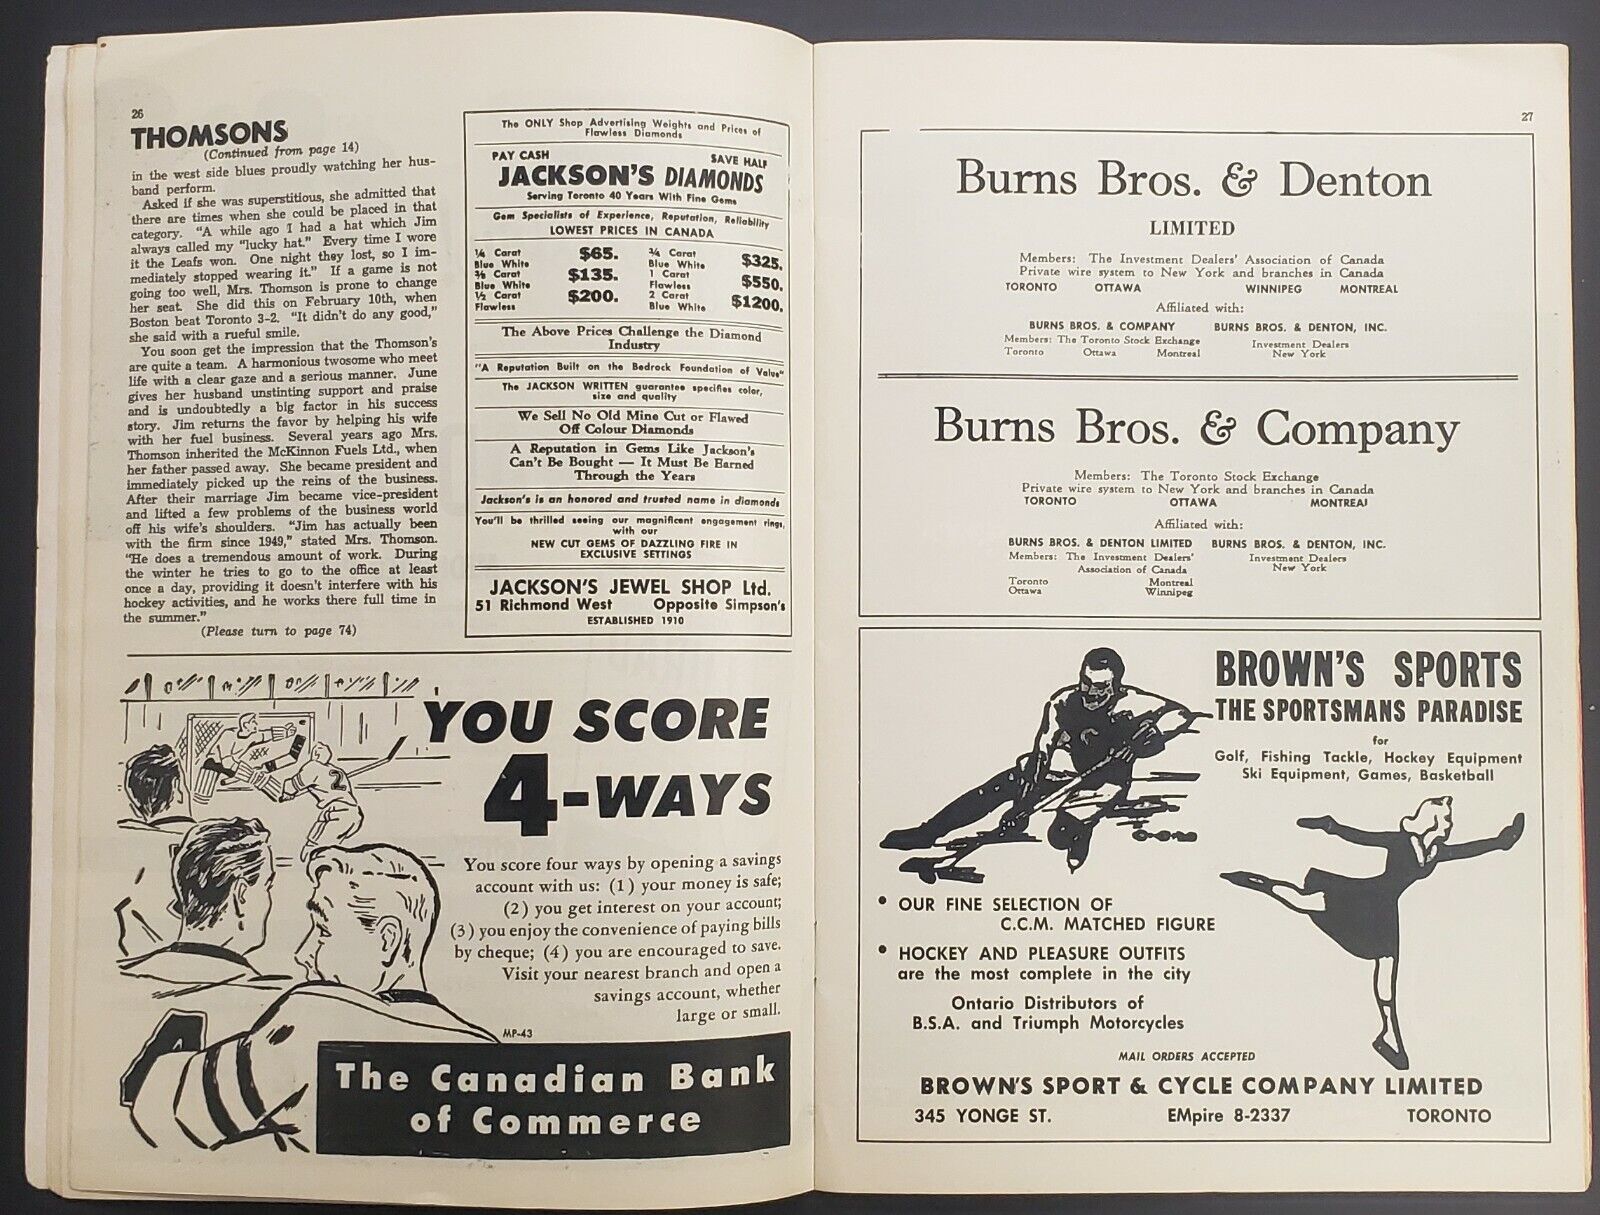 26
THOMSONS
(Continued from page 14)
in the west side blues proudly watching her hus-
band perform.
Asked if she was superstitious, she admitted that
there are times when she could be placed in that
category. "A while ago I had a hat which Jim
always called my "lucky hat." Every time I wore
it the Leafs won. One night they lost, so I im-
mediately stopped wearing it." If a game is not
going too well, Mrs. Thomson is prone to change
her seat. She did this on February 10th, when
Boston beat Toronto 3-2. "It didn't do any good,"
she said with a rueful smile.
You soon get the impression that the Thomson's
are quite a team. A harmonious twosome who meet
life with a clear gaze and a serious manner. June
gives her husband unstinting support and praise
and is undoubtedly a big factor in his success
story. Jim returns the favor by helping his wife
with her fuel business. Several years ago Mrs.
Thomson inherited the McKinnon Fuels Ltd., when
her father passed away. She became president and
immediately picked up the reins of the business.
After their marriage Jim became vice-president
and lifted a few problems of the business world
off his wife's shoulders. "Jim has actually been
with the firm since 1949," stated Mrs. Thomson.
"He does a tremendous amount of work. During
the winter he tries to go to the office at least
once a day, providing it doesn't interfere with his
hockey activities, and he works there full time in
the summer."
(Please turn to page 74)
The ONLY Shop Advertising Weights and Prices of
Flawless Diamonds
PAY CASH SAVE HALF
JACKSON'S DIAMONDS
Serving Toronto 40 Years With Fine Gems
Gem Specialists of Experience, Reputation, Reliability
LOWEST PRICES IN CANADA
1/4 Carat Blue White $65. 3/4 Carat Blue White $325.
3/8 Carat Blue White $135. 1 Carat Flawless $550.
1/2 Carat Flawless $200. 2 Carat Blue White $1200.
The Above Prices Challenge the Diamond
Industry
"A Reputation Built on the Bedrock Foundation of Value"
The JACKSON WRITTEN guarantee specifies color,
size and quality
We Sell No Old Mine Cut or Flawed
Off Colour Diamonds
A Reputation in Gems Like Jackson's
Can't Be Bought — It Must Be Earned
Through the Years
Jackson's is an honored and trusted name in diamonds
You'll be thrilled seeing our magnificent engagement rings,
with our
NEW CUT GEMS OF DAZZLING FIRE IN
EXCLUSIVE SETTINGS
JACKSON'S JEWEL SHOP Ltd.
51 Richmond West Opposite Simpson's
ESTABLISHED 1910
2
YOU SCORE
4-WAYS
You score four ways by opening a savings
account with us: (1) your money is safe;
(2) you get interest on your account;
(3) you enjoy the convenience of paying bills
by cheque; (4) you are encouraged to save.
Visit your nearest branch and open a
savings account, whether
large or small.
MP-43
The Canadian Bank
of Commerce
27
Burns Bros. & Denton
LIMITED
Members: The Investment Dealers' Association of Canada
Private wire system to New York and branches in Canada
TORONTO OTTAWA WINNIPEG MONTREAL
Affiliated with:
BURNS BROS. & COMPANY BURNS BROS. & DENTON, INC.
Members: The Toronto Stock Exchange Investment Dealers
Toronto Ottawa Montreal New York
Burns Bros. & Company
Members: The Toronto Stock Exchange
Private wire system to New York and branches in Canada
TORONTO OTTAWA MONTREAL
Affiliated with:
BURNS BROS. & DENTON LIMITED BURNS BROS. & DENTON, INC.
Members: The Investment Dealers' Investment Dealers
Association of Canada New York
Toronto Montreal
Ottawa Winnipeg
BROWN'S SPORTS
THE SPORTSMANS PARADISE
for
Golf, Fishing Tackle, Hockey Equipment
Ski Equipment, Games, Basketball
• OUR FINE SELECTION OF
C.C.M. MATCHED FIGURE
• HOCKEY AND PLEASURE OUTFITS
are the most complete in the city
Ontario Distributors of
B.S.A. and Triumph Motorcycles
MAIL ORDERS ACCEPTED
BROWN'S SPORT & CYCLE COMPANY LIMITED
345 YONGE ST. EMpire 8-2337 TORONTO